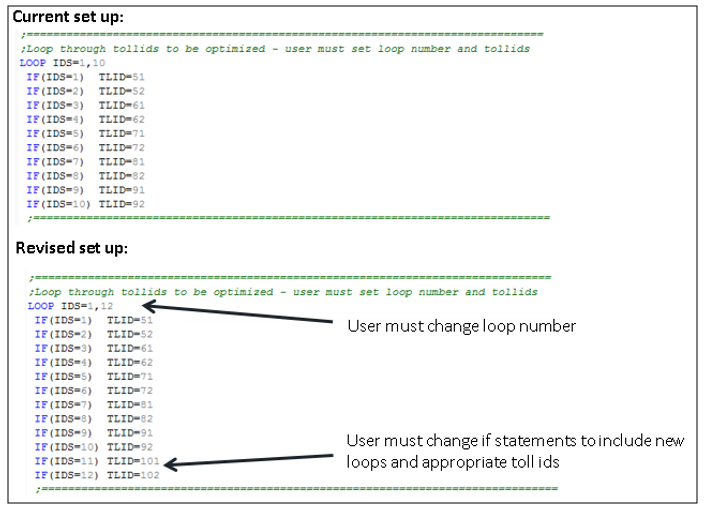 Current set up:
;==============================================================================
;Loop through tollids to be optimized - user must set loop number and tollids
LOOP IDS=1,10
IF(IDS=1) TLID=51
IF(IDS=2) TLID=52
IF(IDS=3) TLID=61
IF(IDS=4) TLID=62
IF(IDS=5) TLID=71
IF(IDS=6) TLID=72
IF(IDS=7) TLID=81
IF(IDS=8) TLID=82
IF(IDS=9) TLID=91
IF(IDS=10) TLID=92
;==============================================================================
Revised set up:
;==============================================================================
;Loop through tollids to be optimized - user must set loop number and tollids
LOOP IDS=1,12
User must change loop number
IF(IDS=1) TLID=51
IF(IDS=2) TLID=52
IF(IDS=3) TLID=61
IF(IDS=4) TLID=62
IF(IDS=5) TLID=71
IF(IDS=6) TLID=72
IF(IDS=7) TLID=81
IF(IDS=8) TLID=82
IF(IDS=9) TLID=91
IF(IDS=10) TLID=92
IF(IDS=11) TLID=101
IF(IDS=12) TLID=102
User must change if statements to include new
loops and appropriate toll ids
;==============================================================================